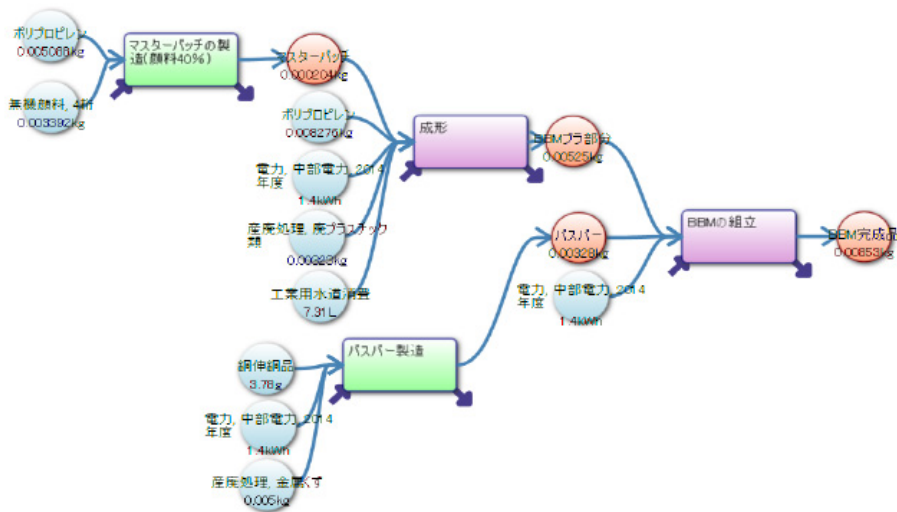 ポリプロピレン
0.005088kg
無機顔料, 4桁
0.003392kg
マスターバッチの製
造(顔料40%)
マスターバッチ
0.000204kg
ポリプロピレン
0.008276kg
電力, 中部電力, 2014
年度
1.4kWh
産廃処理, 廃プラスチック
類
工業用水道消費
7.31L
成形
BBMプラ部分
0.00525kg
バスバー
0.00328kg
電力, 中部電力, 2014
年度
1.4kWh
BBMの組立
BBM完成品
0.00853kg
バスバー製造
銅伸銅品
3.78g
電力, 中部電力, 2014
年度
1.4kWh
産廃処理, 金属くず
0.005kg